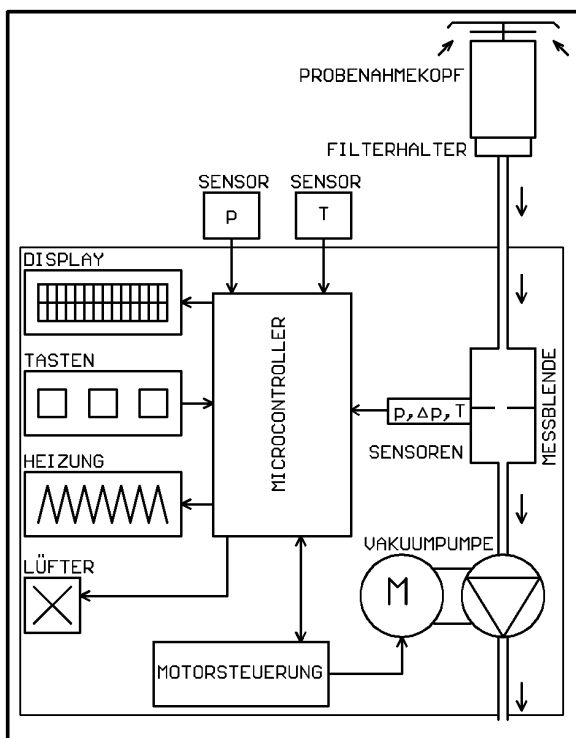 PROBENAHMEKOPF
FILTERHALTER
SENSOR
SENSOR
p
T
DISPLAY
TASTEN
MICROCONTROLLER
p, Δp, T
SENSOREN
MESSBLENDE
HEIZUNG
VAKUUMPUMPE
LÜFTER
M
MOTORSTEUERUNG